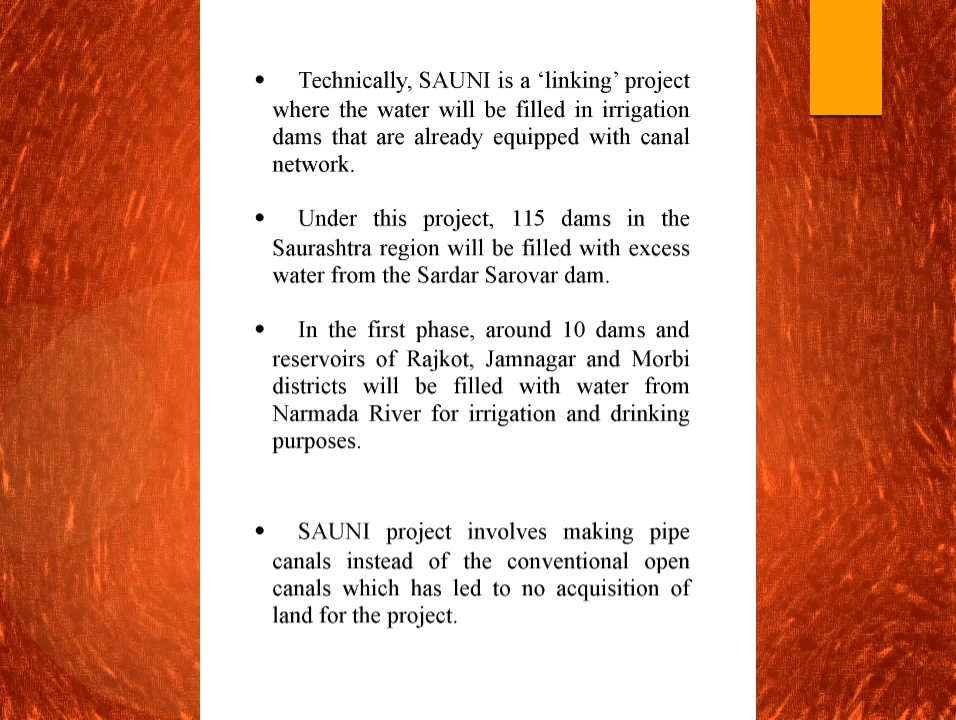 • Technically, SAUNI is a ‘linking’ project
where the water will be filled in irrigation
dams that are already equipped with canal
network.
• Under this project, 115 dams in the
Saurashtra region will be filled with excess
water from the Sardar Sarovar dam.
• In the first phase, around 10 dams and
reservoirs of Rajkot, Jamnagar and Morbi
districts will be filled with water from
Narmada River for irrigation and drinking
purposes.
• SAUNI project involves making pipe
canals instead of the conventional open
canals which has led to no acquisition of
land for the project.